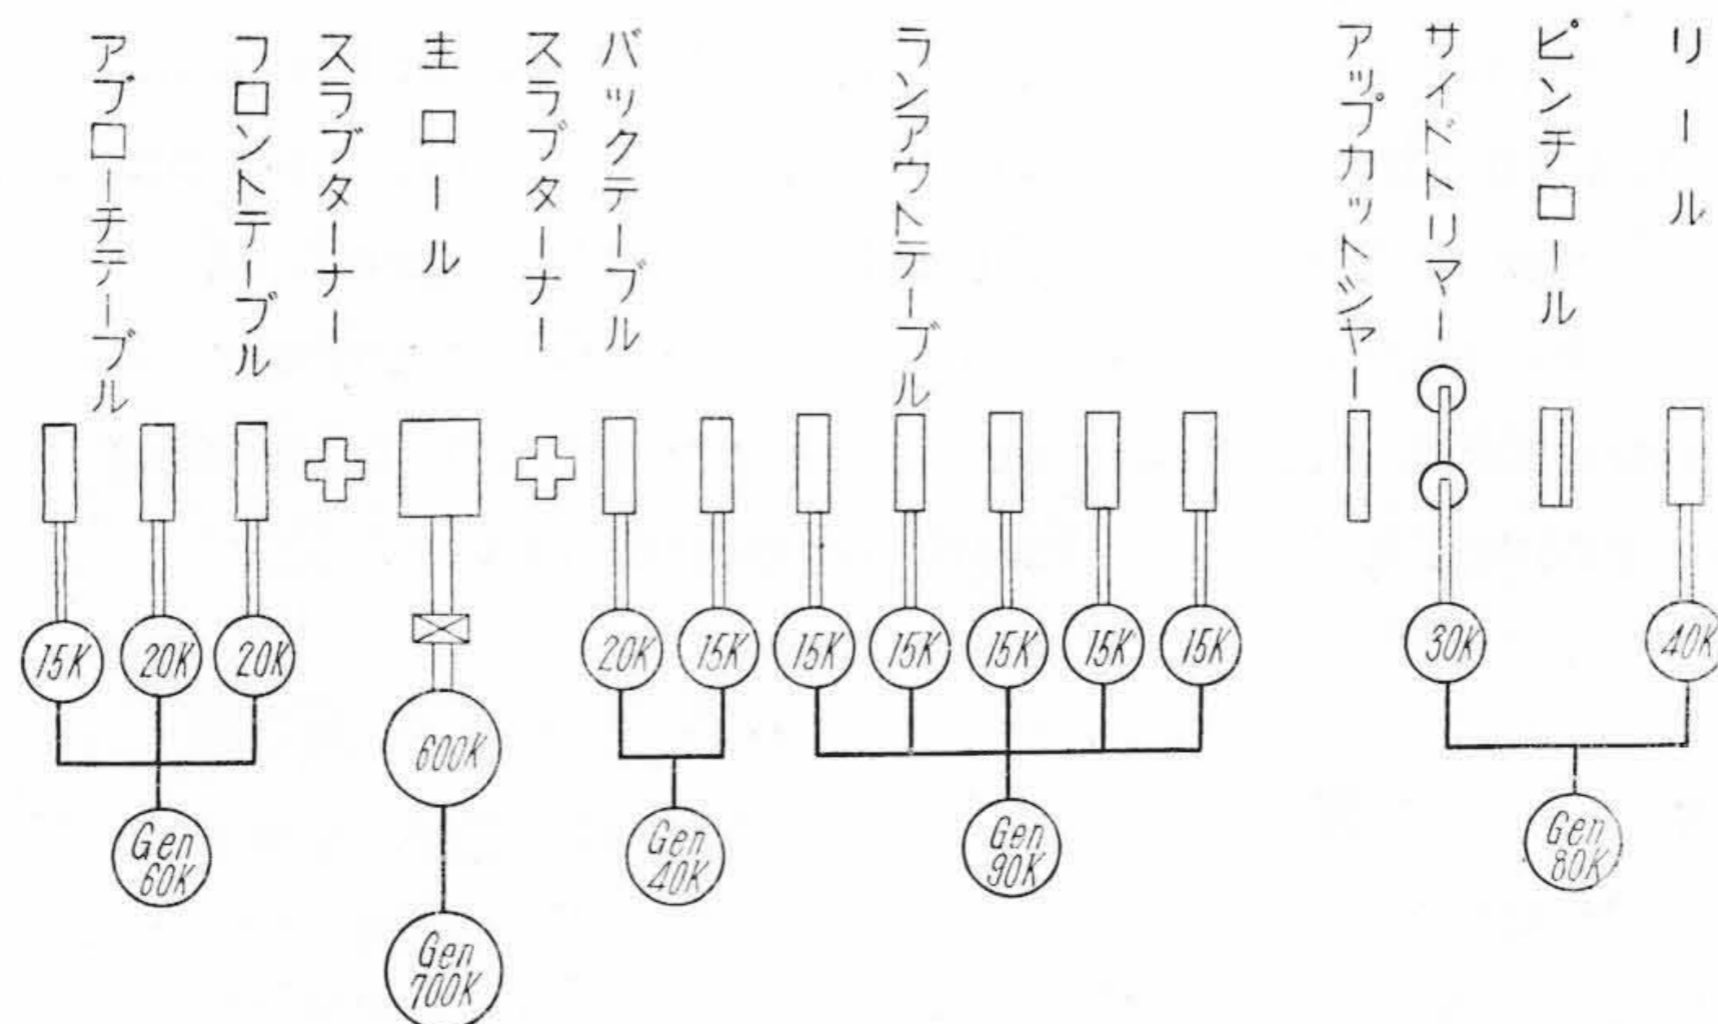 アプローチテーブル
フロントテーブル
スラブターナー
主ロール
スラブターナー
バックテーブル
ランアウトテーブル
アップカットシヤー
サイドトリマー
ピンチロール
リール
15K
20K
20K
600K
20K
15K
15K
15K
15K
15K
15K
30K
40K
Gen
60K
Gen
700K
Gen
40K
Gen
90K
Gen
80K